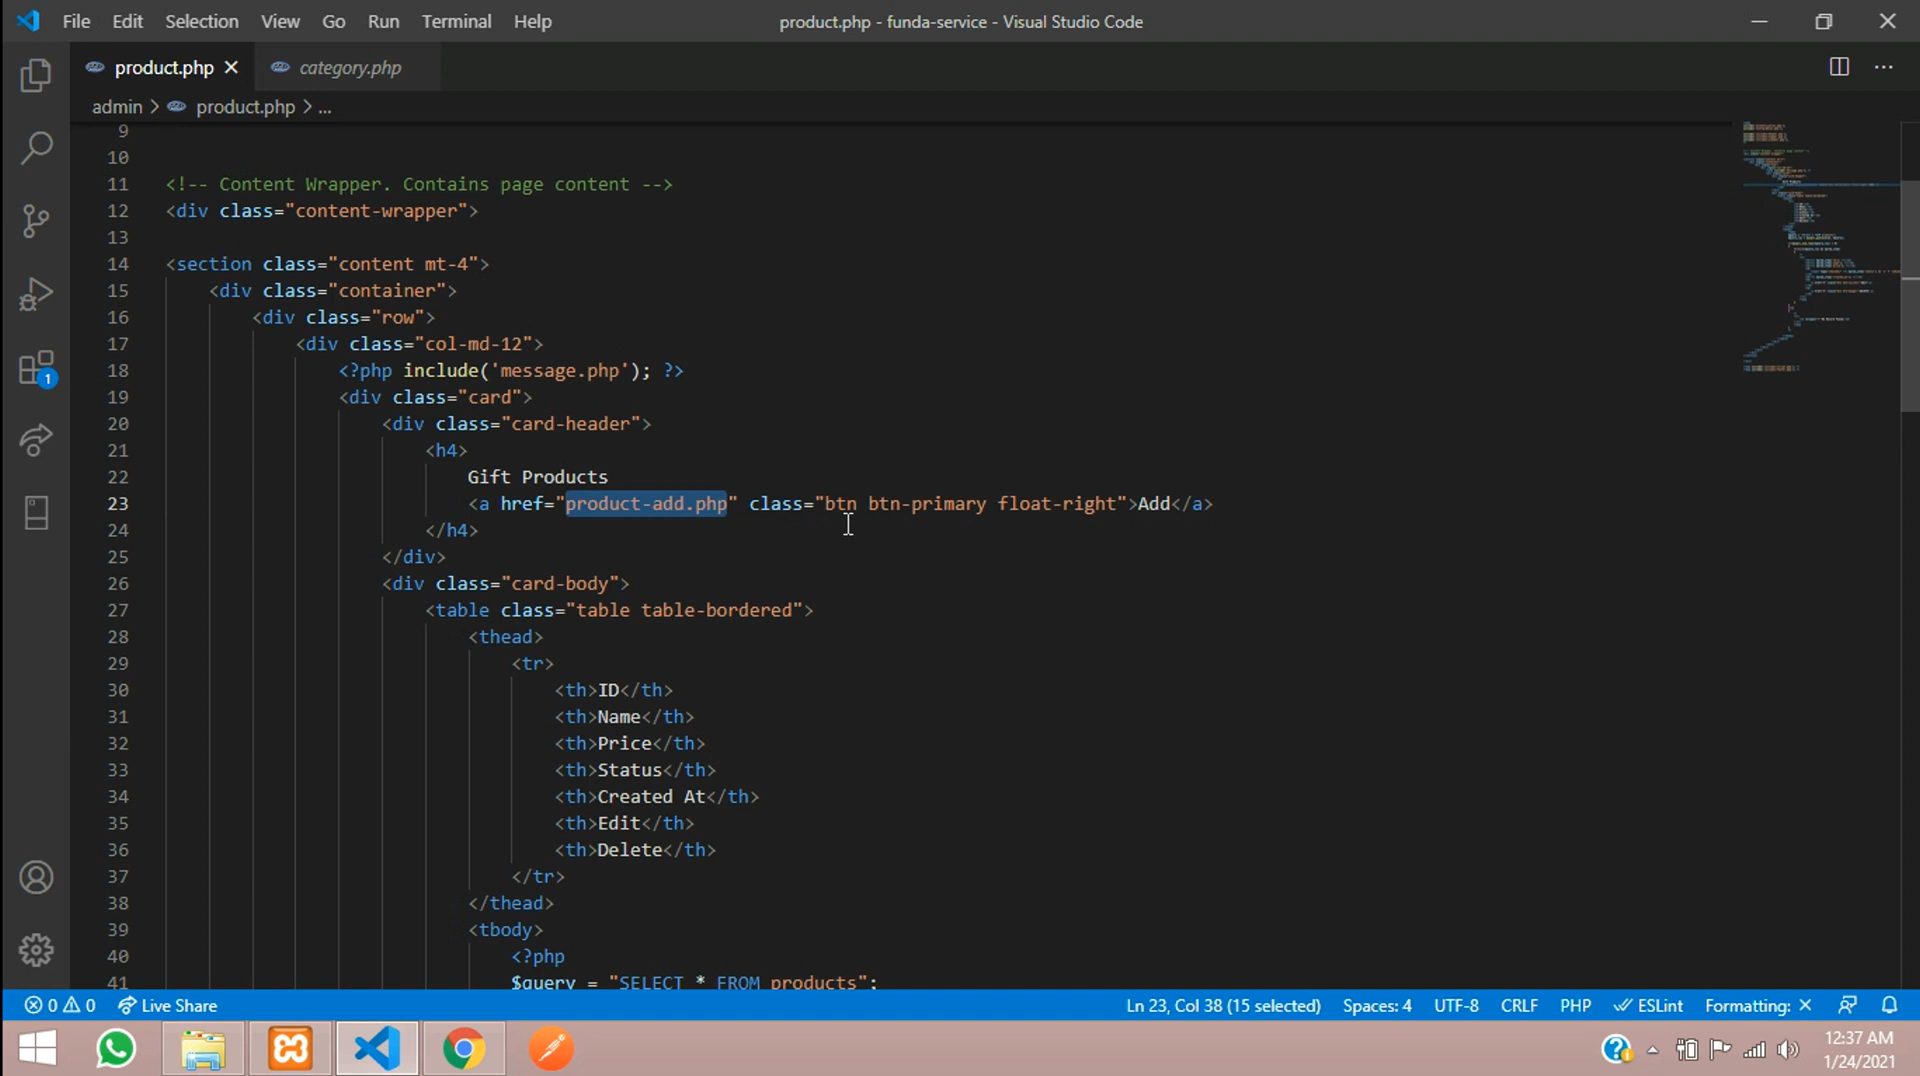 File Edit Selection View Go Run Terminal Help product.php - funda-service - Visual Studio Code
product.php category.php
admin > product.php > ...
9
10
11 <!-- Content Wrapper. Contains page content -->
12 <div class="content-wrapper">
13
14 <section class="content mt-4">
15 <div class="container">
16 <div class="row">
17 <div class="col-md-12">
18 <?php include('message.php'); ?>
19 <div class="card">
20 <div class="card-header">
21 <h4>
22 Gift Products
23 <a href="product-add.php" class="btn btn-primary float-right">Add</a>
24 </h4>
25 </div>
26 <div class="card-body">
27 <table class="table table-bordered">
28 <thead>
29 <tr>
30 <th>ID</th>
31 <th>Name</th>
32 <th>Price</th>
33 <th>Status</th>
34 <th>Created At</th>
35 <th>Edit</th>
36 <th>Delete</th>
37 </tr>
38 </thead>
39 <tbody>
40 <?php
41 $query = "SELECT * FROM products";
1
0 0 Live Share Ln 23, Col 38 (15 selected) Spaces: 4 UTF-8 CRLF PHP ESLint Formatting: ×
12:37 AM
1/24/2021